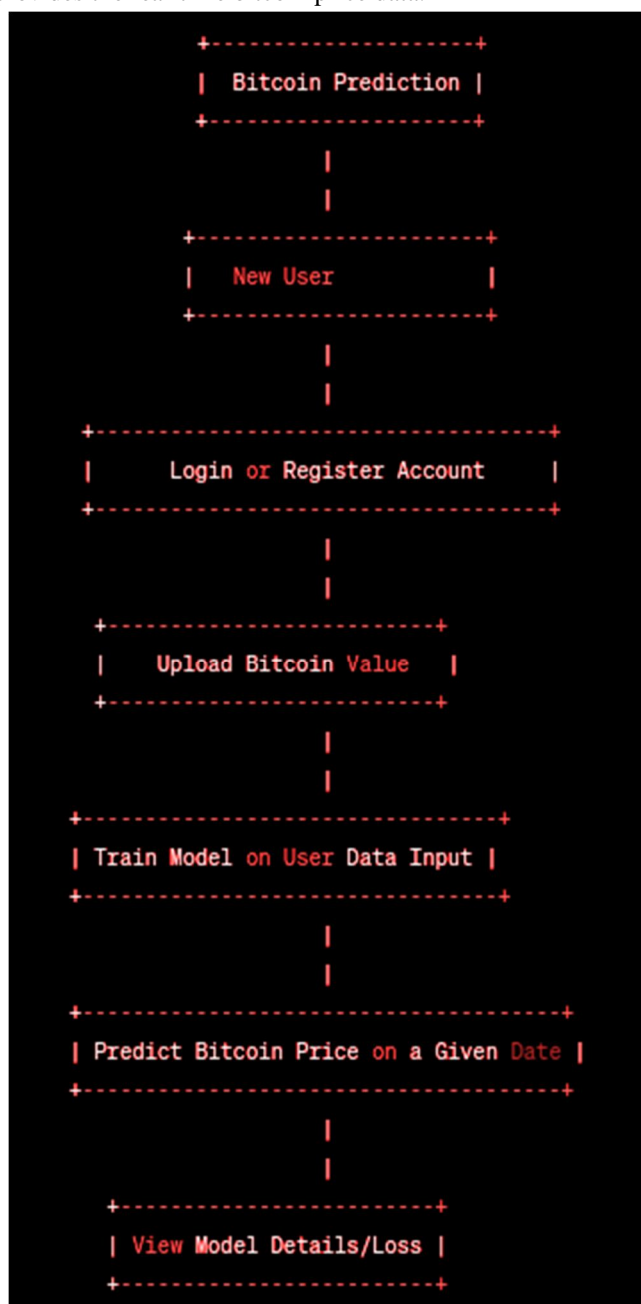 Bitcoin Prediction
New User
Login or Register Account
Upload Bitcoin Value
Train Model on User Data Input
Predict Bitcoin Price on a Given Date
View Model Details/Loss